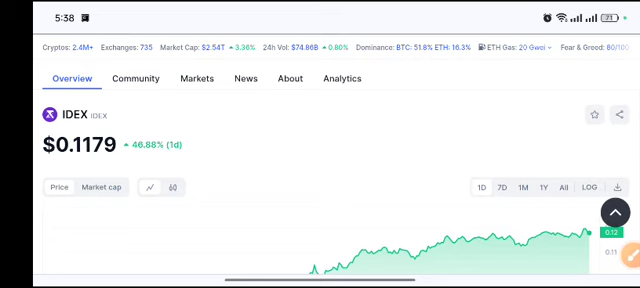 5:38
71
Cryptos: 2.4M+ Exchanges: 735 Market Cap: $2.54T 3.36% 24h Vol: $74.86B 0.80% Dominance: BTC: 51.8% ETH: 16.3% ETH Gas: 20 Gwei Fear & Greed: 80/100
Overview Community Markets News About Analytics
IDEX IDEX
$0.1179 46.88% (1d)
Price Market cap 1D 7D 1M 1Y All LOG
0.12
0.11